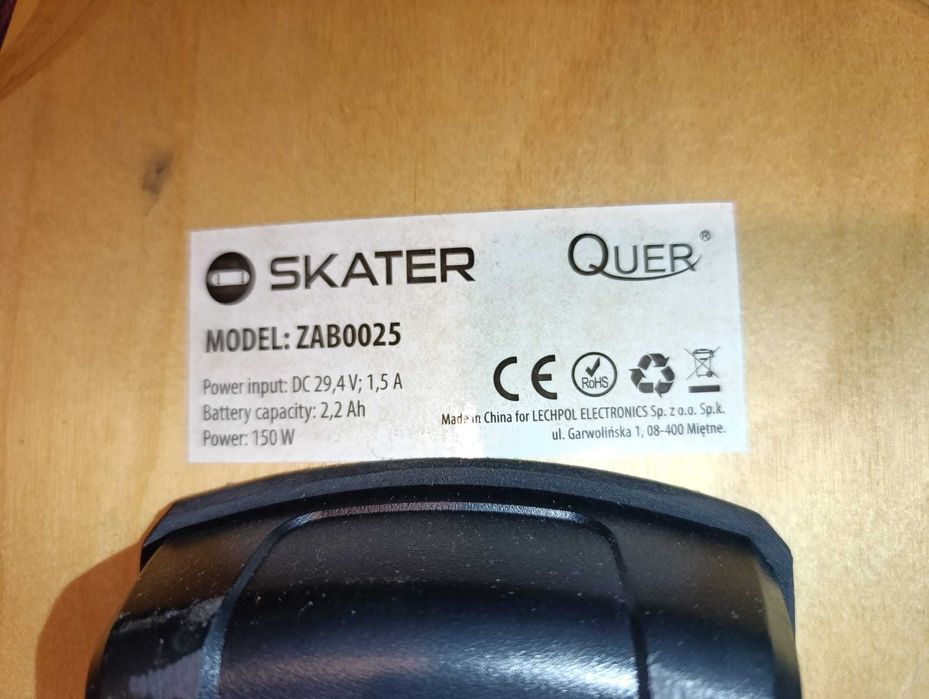 SKATER
QUER®
MODEL: ZAB0025
Power input: DC 29,4 V; 1,5 A
Battery capacity: 2,2 Ah
Power: 150 W
CE
RoHS
Made in China for LECHPOL ELECTRONICS Sp. z o.o. Sp.k.
ul. Garwolińska 1, 08-400 Miętne.